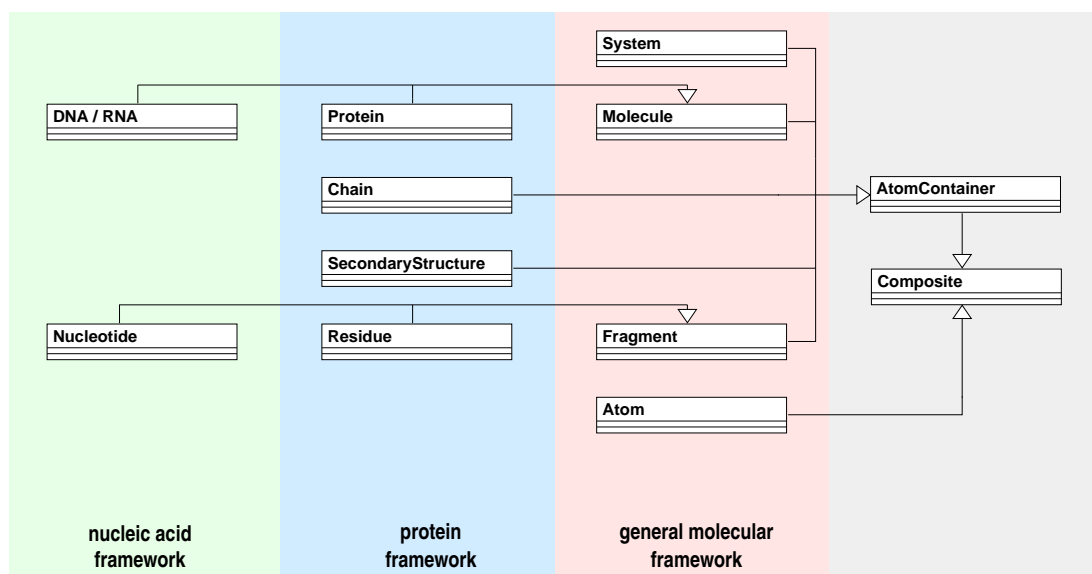 System
DNA / RNA
Protein
Molecule
Chain
AtomContainer
SecondaryStructure
Composite
Nucleotide
Residue
Fragment
Atom
nucleic acid
framework
protein
framework
general molecular
framework